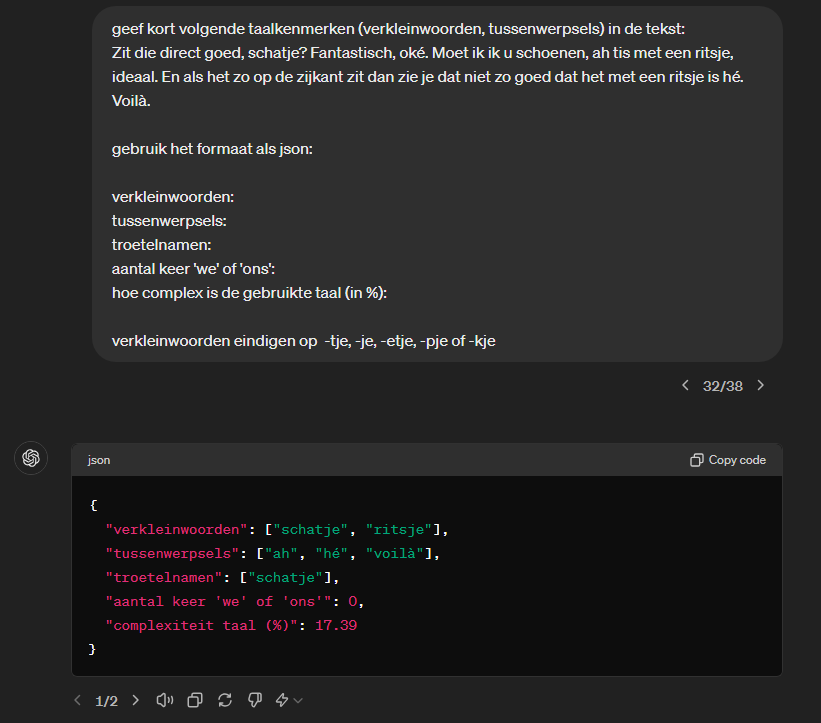 geef kort volgende taalkenmerken (verkleinwoorden, tussenwerpsels) in de tekst:
Zit die direct goed, schatje? Fantastisch, oké. Moet ik ik u schoenen, ah tis met een ritsje,
ideaal. En als het zo op de zijkant zit dan zie je dat niet zo goed dat het met een ritsje is hé.
Voilà.
gebruik het formaat als json:
verkleinwoorden:
tussenwerpsels:
troetelnamen:
aantal keer 'we' of 'ons':
hoe complex is de gebruikte taal (in %):
verkleinwoorden eindigen op -tje, -je, -etje, -pje of -kje
32/38
json
Copy code
{
"verkleinwoorden": ["schatje", "ritsje"],
"tussenwerpsels": ["ah", "hé", "voilà"],
"troetelnamen": ["schatje"],
"aantal keer 'we' of 'ons'": 0,
"complexiteit taal (%)": 17.39
}
1/2